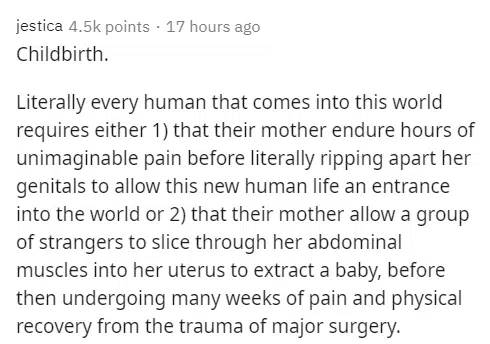 jestica 4.5k points · 17 hours ago
Childbirth.
Literally every human that comes into this world
requires either 1) that their mother endure hours of
unimaginable pain before literally ripping apart her
genitals to allow this new human life an entrance
into the world or 2) that their mother allow a group
of strangers to slice through her abdominal
muscles into her uterus to extract a baby, before
then undergoing many weeks of pain and physical
recovery from the trauma of major surgery.